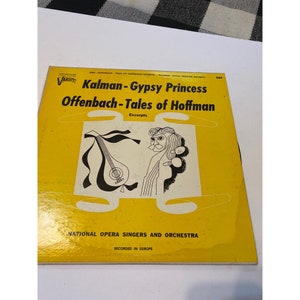 Kalman-Gypsy Princess
Offenbach-Tales of Hoffman
Excerpts
NATIONAL OPERA SINGERS AND ORCHESTRA
RECORDED IN EUROPE